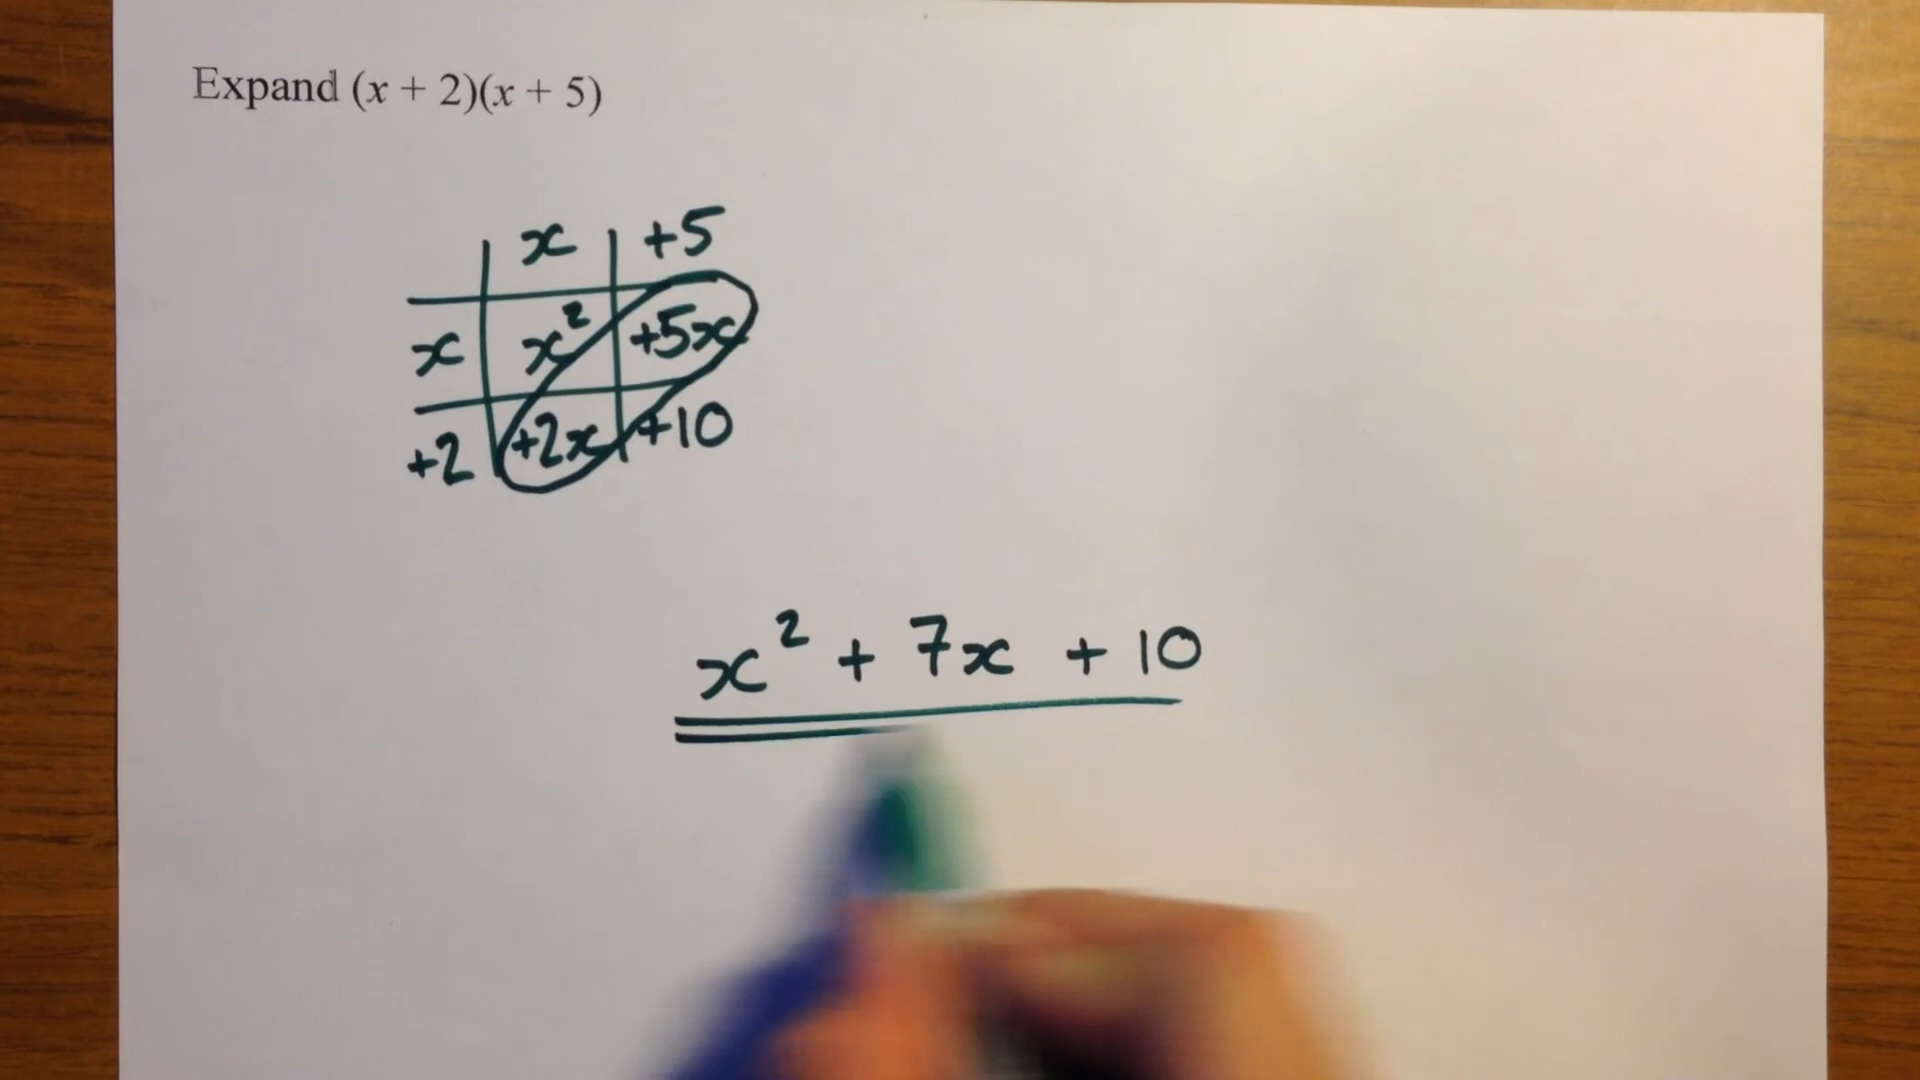 Expand (x + 2)(x + 5)
x +5
x x² +5x
+2 +2x +10
x² + 7x + 10